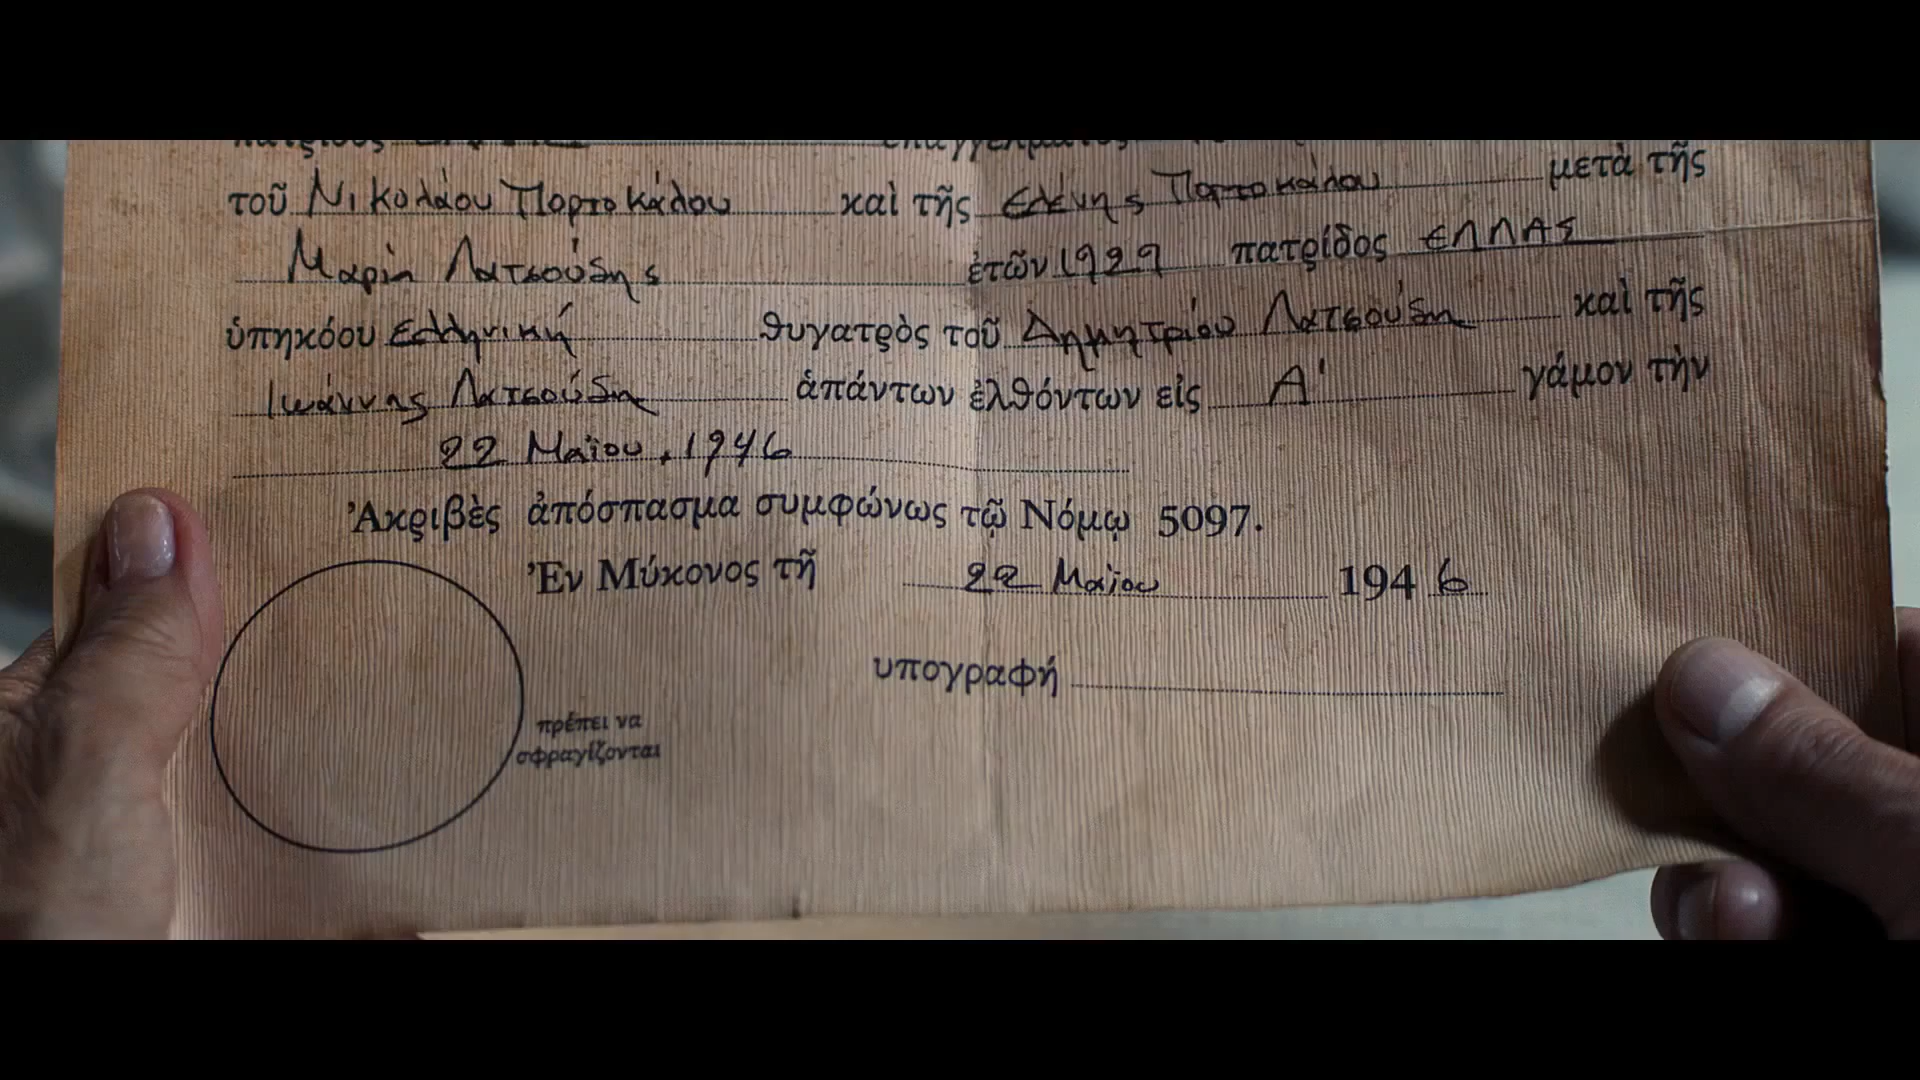 τοῦ Νικολάου Πορτοκάλου καὶ τῆς Ελένης Πορτοκάλου μετὰ τῆς
Μαρία Λατσούδης ἐτῶν 1929 πατρίδος ΕΛΛΑΣ
ὑπηκόου Ελληνική θυγατρὸς τοῦ Δημητρίου Λατσούδη καὶ τῆς
Ιωάννης Λατσούδη ἁπάντων ἐλθόντων εἰς Α' γάμον τὴν
22 Μαΐου, 1946
Ἀκριβὲς ἀπόσπασμα συμφώνως τῷ Νόμῳ 5097.
Ἐν Μύκονος τῇ 22 Μαΐου 1946
υπογραφή
πρέπει να
σφραγίζονται